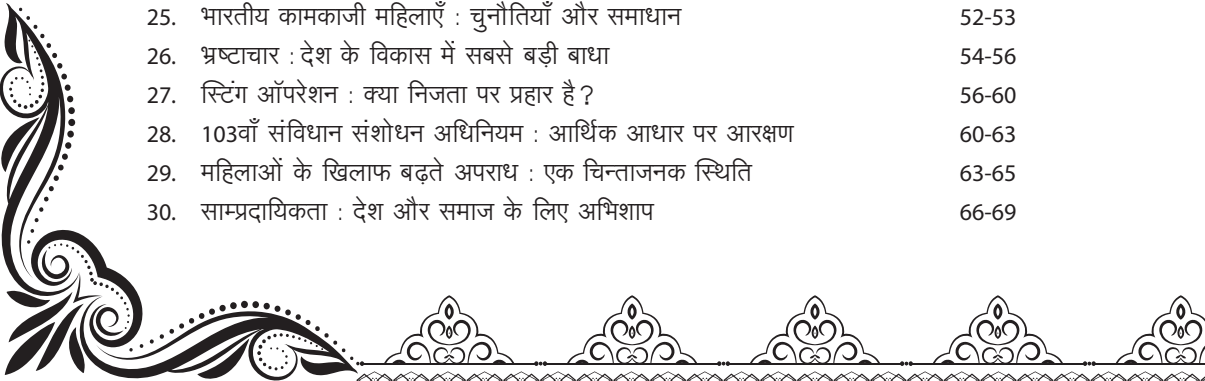 25. भारतीय कामकाजी महिलाएँ : चुनौतियाँ और समाधान 52-53
26. भ्रष्टाचार : देश के विकास में सबसे बड़ी बाधा 54-56
27. स्टिंग ऑपरेशन : क्या निजता पर प्रहार है? 56-60
28. 103वाँ संविधान संशोधन अधिनियम : आर्थिक आधार पर आरक्षण 60-63
29. महिलाओं के खिलाफ बढ़ते अपराध : एक चिन्ताजनक स्थिति 63-65
30. साम्प्रदायिकता : देश और समाज के लिए अभिशाप 66-69